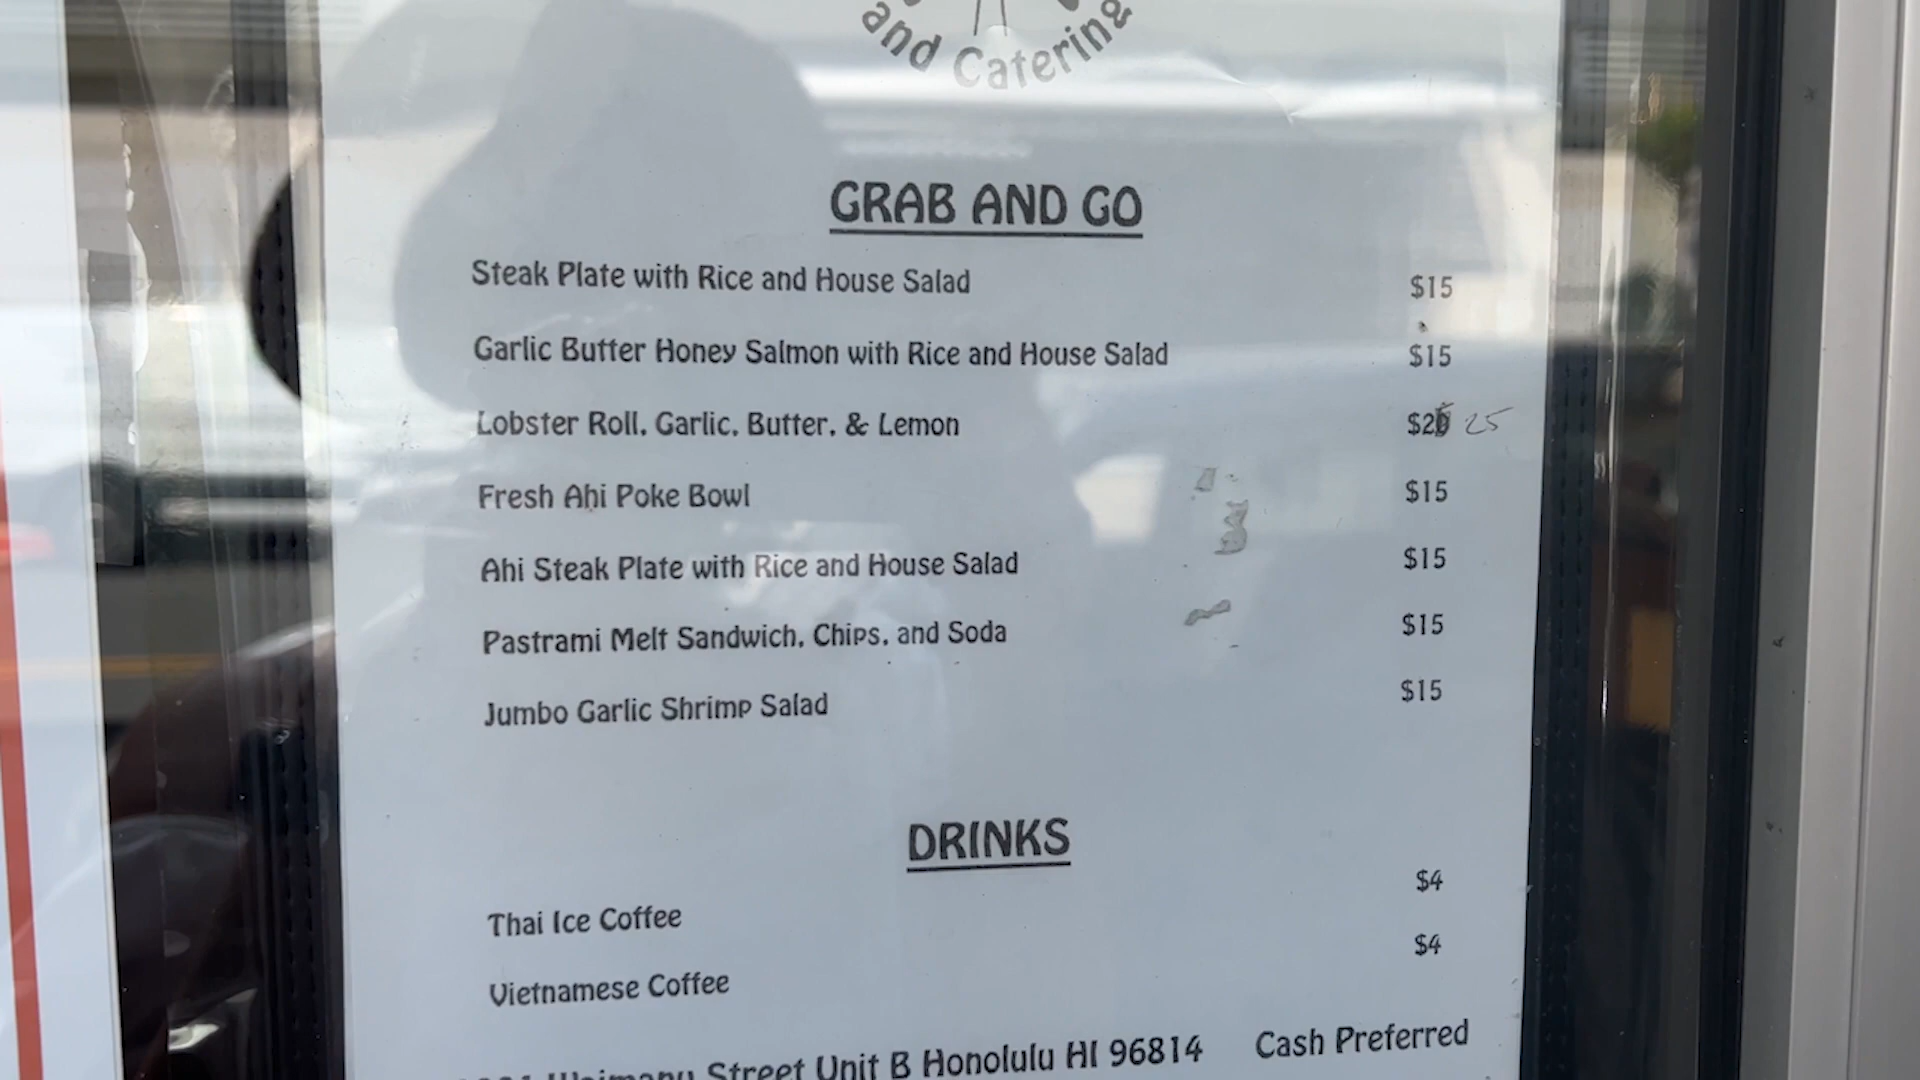 and Catering
GRAB AND GO
Steak Plate with Rice and House Salad $15
Garlic Butter Honey Salmon with Rice and House Salad $15
Lobster Roll, Garlic, Butter, & Lemon 25
Fresh Ahi Poke Bowl $15
Ahi Steak Plate with Rice and House Salad $15
Pastrami Melt Sandwich, Chips, and Soda $15
Jumbo Garlic Shrimp Salad $15
DRINKS
Thai Ice Coffee $4
Vietnamese Coffee $4
Street Unit B Honolulu HI 96814 Cash Preferred